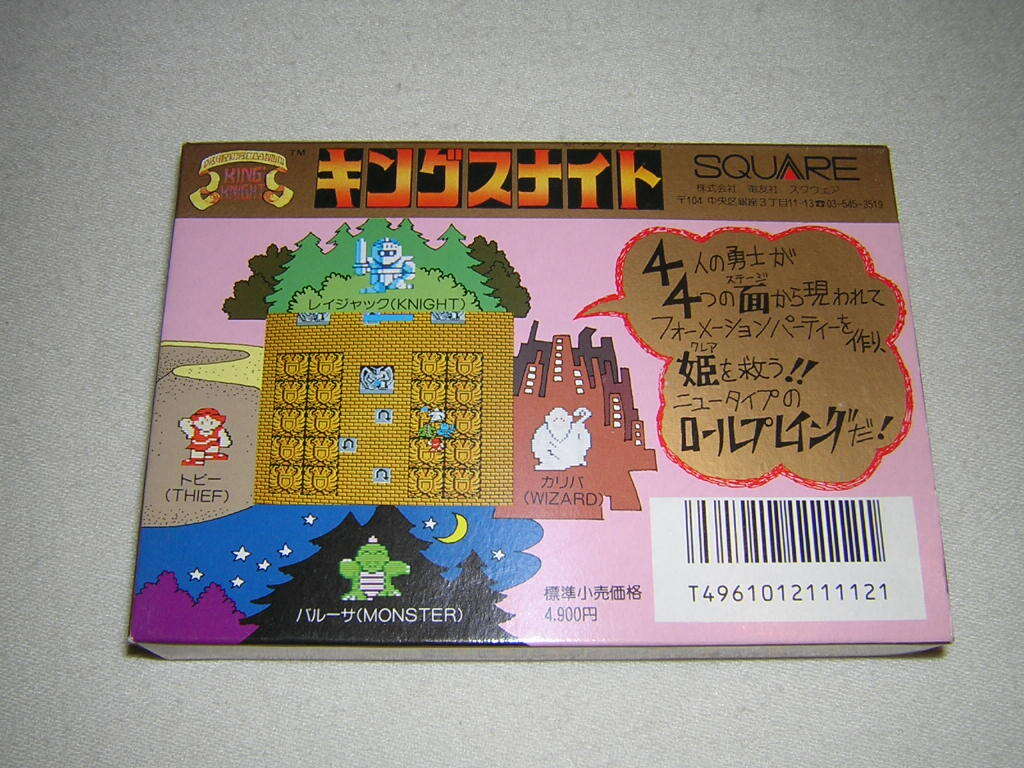 KING'S
KNIGHT
TM
キングスナイト
SQUARE
株式会社 電友社 スクウェア
〒104 中央区銀座3丁目11-13☎03-545-3519
レイジャック(KNIGHT)
トビー
(THIEF)
カリバ
(WIZARD)
バルーサ(MONSTER)
4人の勇士が
ステージ
4つの面から現われて
フォーメーションパーティーを作り、
クレア
姫を救う!!
ニュータイプの
ロールプレイングだ!
標準小売価格
4.900円
T4961012111121